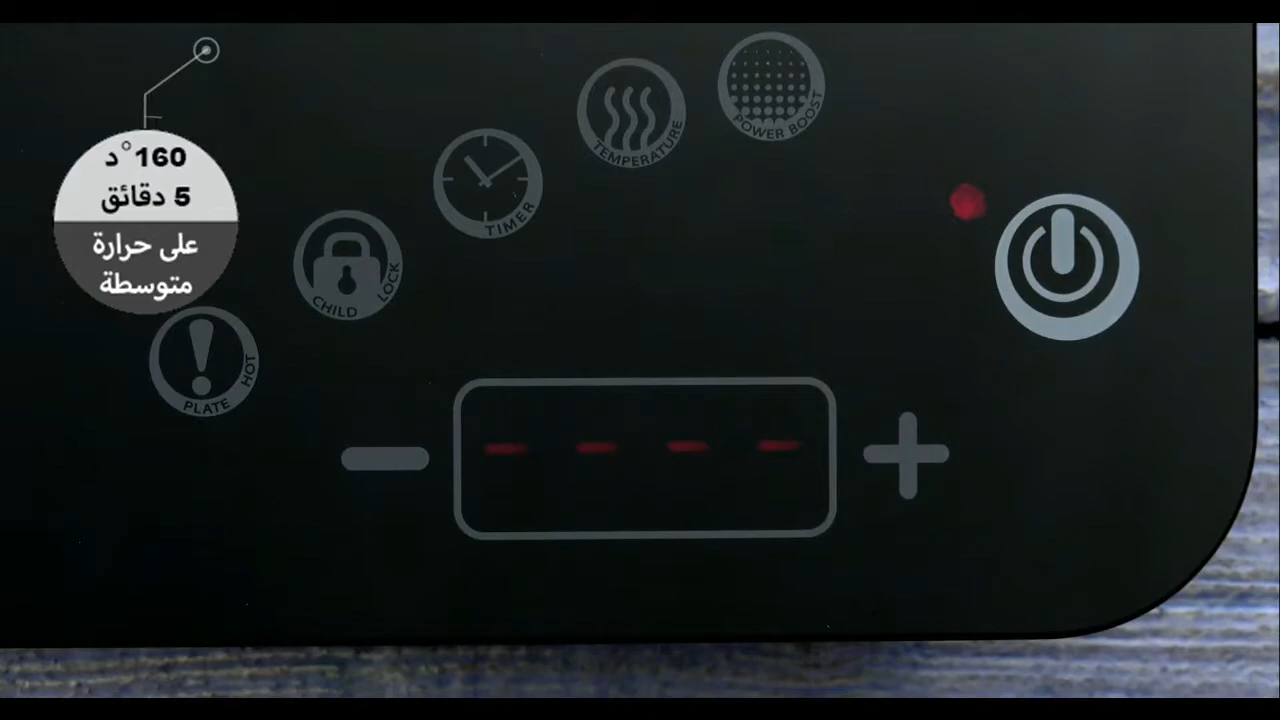 160° د
5 دقائق
على حرارة
متوسطة
POWER BOOST
TEMPERATURE
TIMER
CHILD LOCK
HOT PLATE
- - - -